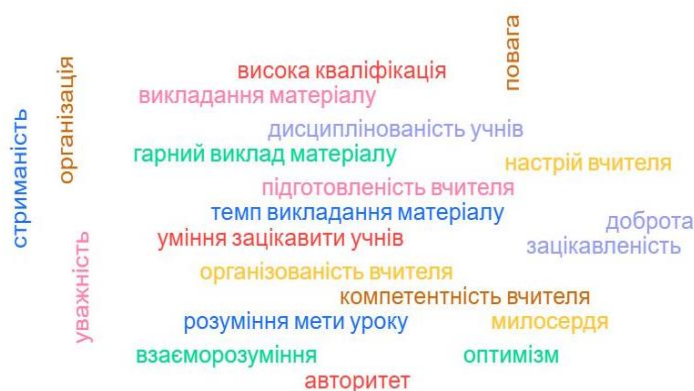 повага
організація
висока кваліфікація
викладання матеріалу
стриманість
дисциплінованість учнів
гарний виклад матеріалу
настрій вчителя
підготовленість вчителя
темп викладання матеріалу
доброта
уміння зацікавити учнів
зацікавленість
уважність
організованість вчителя
компетентність вчителя
розуміння мети уроку
милосердя
взаєморозуміння
оптимізм
авторитет